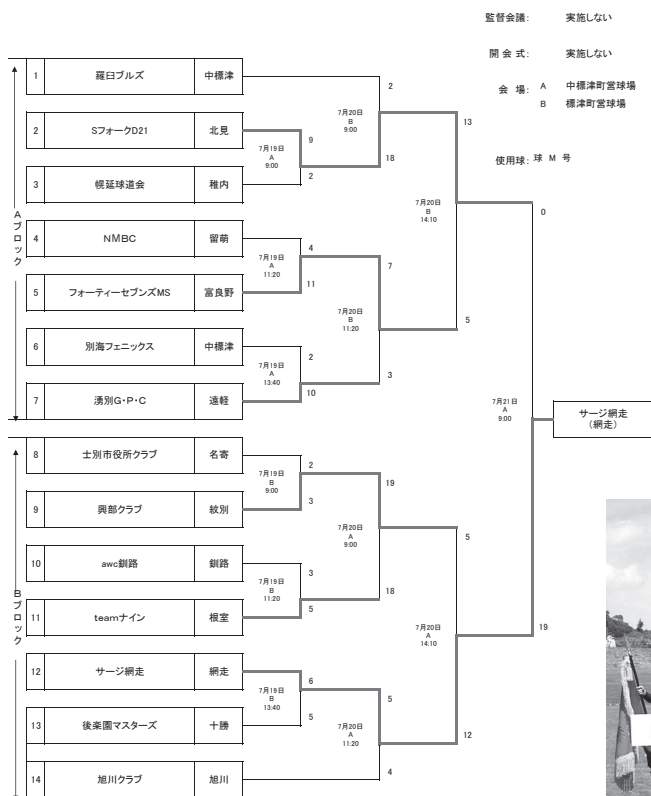 監督会議： 実施しない
開 会 式： 実施しない
会 場： A 中標津町営球場
B 標津町営球場
使用球： 球 M 号
Aブロック
1 羅臼ブルズ 中標津
2 SフォークD21 北見
3 幌延球道会 稚内
4 NMBC 留萌
5 フォーティーセブンズMS 富良野
6 別海フェニックス 中標津
7 湧別G・P・C 遠軽
Bブロック
8 士別市役所クラブ 名寄
9 興部クラブ 紋別
10 awc釧路 釧路
11 teamナイン 根室
12 サージ網走 網走
13 後楽園マスターズ 十勝
14 旭川クラブ 旭川
7月19日
A
9:00
9
2
7月19日
A
11:20
4
11
7月19日
A
13:40
2
10
7月19日
B
9:00
2
3
7月19日
B
11:20
3
5
7月19日
B
13:40
6
5
7月20日
B
9:00
2
18
7月20日
B
11:20
7
3
7月20日
A
9:00
19
18
7月20日
A
11:20
5
4
7月20日
B
14:10
13
5
7月20日
A
14:10
5
12
7月21日
A
9:00
0
19
サージ網走
(網走)